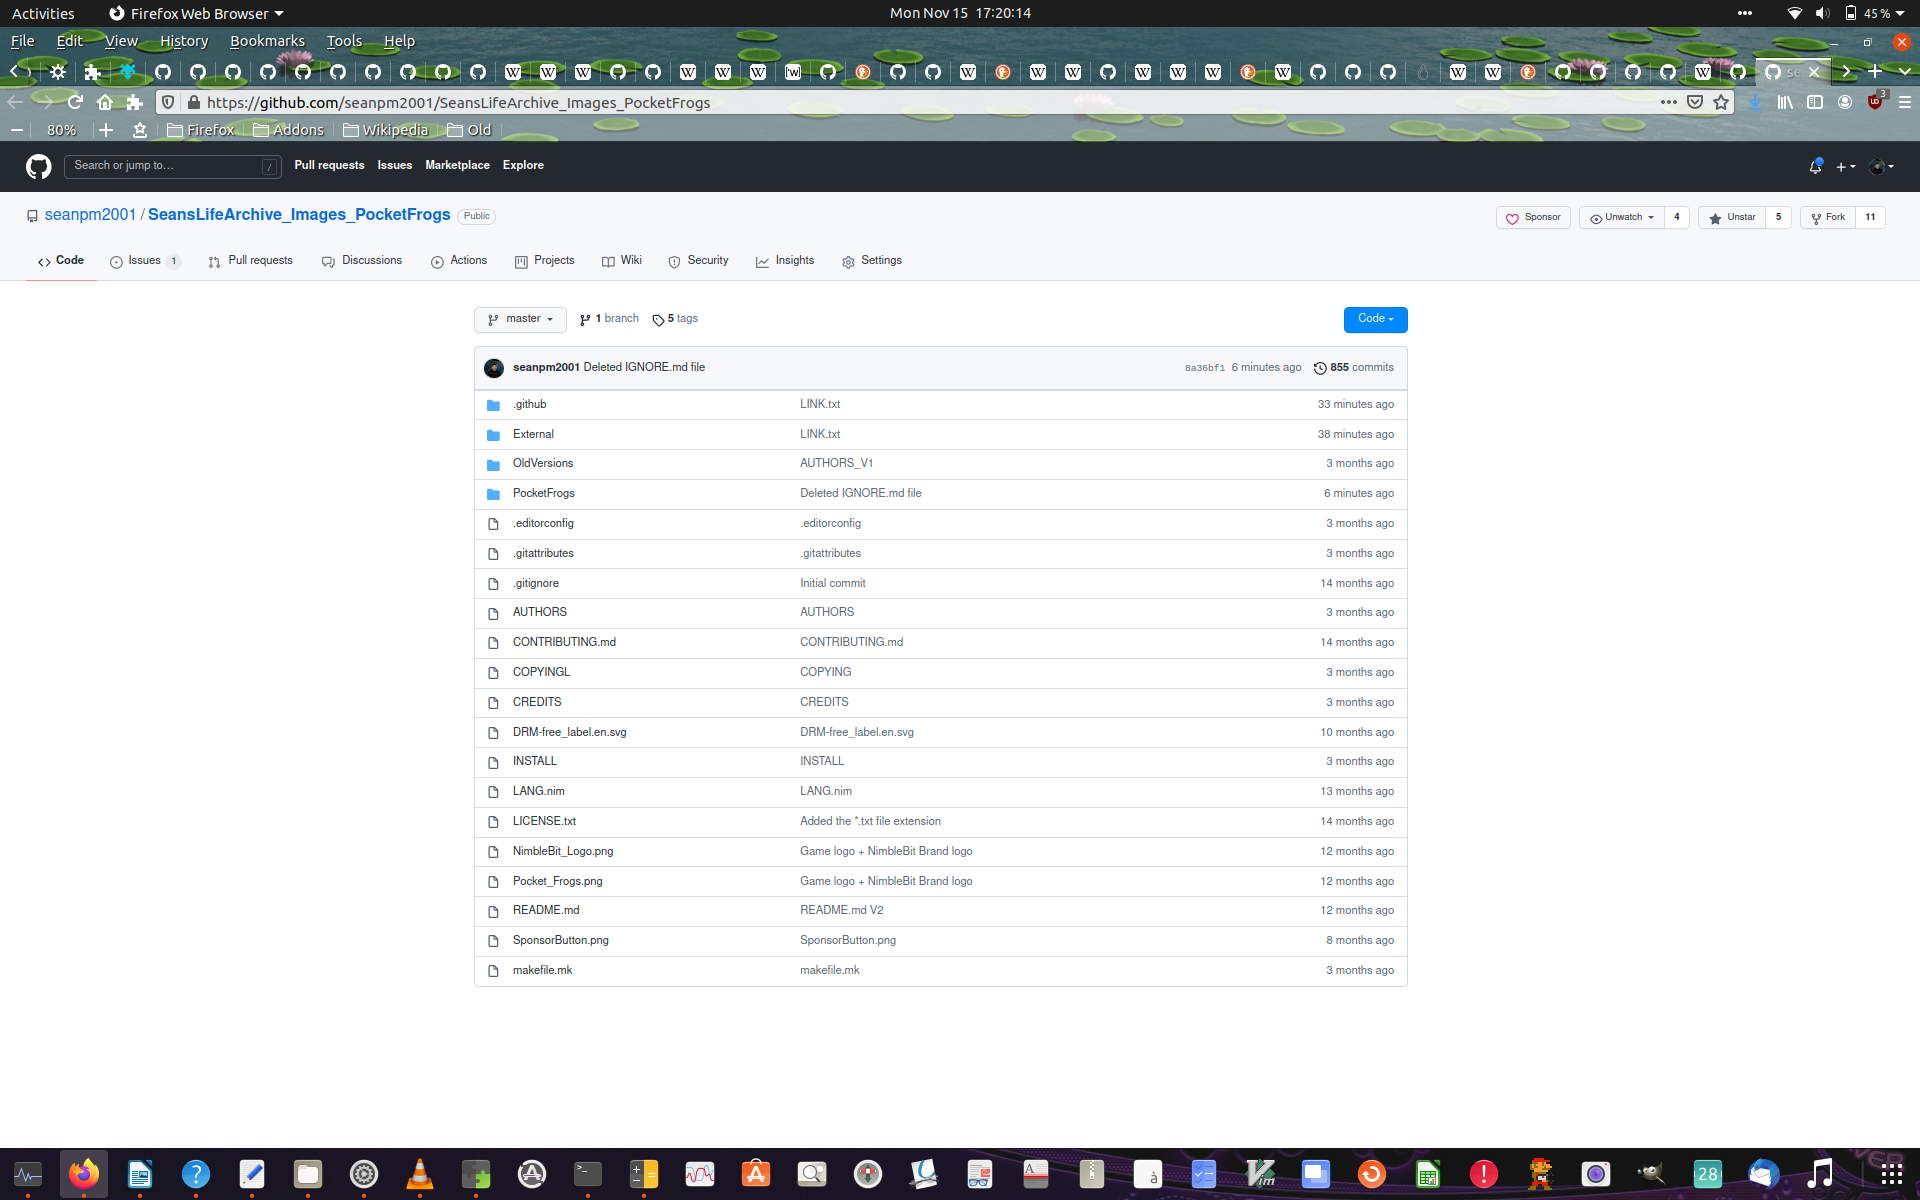 Activities Firefox Web Browser Mon Nov 15 17:20:14 45 %
File Edit View History Bookmarks Tools Help
https://github.com/seanpm2001/SeansLifeArchive_Images_PocketFrogs 3
80% Firefox Addons Wikipedia Old
Search or jump to… / Pull requests Issues Marketplace Explore
seanpm2001 / SeansLifeArchive_Images_PocketFrogs Public Sponsor Unwatch 4 Unstar 5 Fork 11
Code Issues 1 Pull requests Discussions Actions Projects Wiki Security Insights Settings
master 1 branch 5 tags Code
seanpm2001 Deleted IGNORE.md file 8a36bf1 6 minutes ago 855 commits
.github LINK.txt 33 minutes ago
External LINK.txt 38 minutes ago
OldVersions AUTHORS_V1 3 months ago
PocketFrogs Deleted IGNORE.md file 6 minutes ago
.editorconfig .editorconfig 3 months ago
.gitattributes .gitattributes 3 months ago
.gitignore Initial commit 14 months ago
AUTHORS AUTHORS 3 months ago
CONTRIBUTING.md CONTRIBUTING.md 14 months ago
COPYINGL COPYING 3 months ago
CREDITS CREDITS 3 months ago
DRM-free_label.en.svg DRM-free_label.en.svg 10 months ago
INSTALL INSTALL 3 months ago
LANG.nim LANG.nim 13 months ago
LICENSE.txt Added the *.txt file extension 14 months ago
NimbleBit_Logo.png Game logo + NimbleBit Brand logo 12 months ago
Pocket_Frogs.png Game logo + NimbleBit Brand logo 12 months ago
README.md README.md V2 12 months ago
SponsorButton.png SponsorButton.png 8 months ago
makefile.mk makefile.mk 3 months ago
28